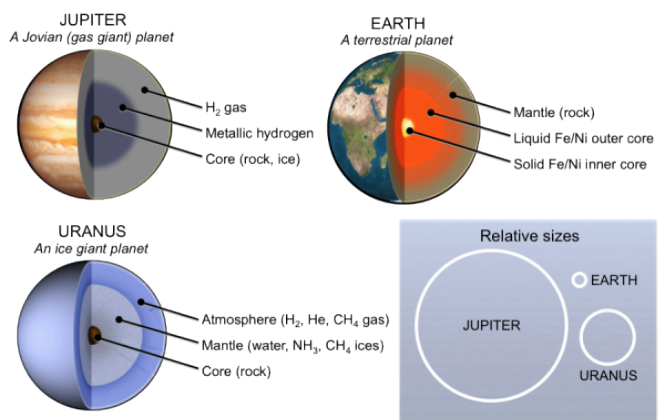 JUPITER
A Jovian (gas giant) planet
H₂ gas
Metallic hydrogen
Core (rock, ice)
EARTH
A terrestrial planet
Mantle (rock)
Liquid Fe/Ni outer core
Solid Fe/Ni inner core
URANUS
An ice giant planet
Atmosphere (H₂, He, CH₄ gas)
Mantle (water, NH₃, CH₄ ices)
Core (rock)
Relative sizes
EARTH
JUPITER
URANUS